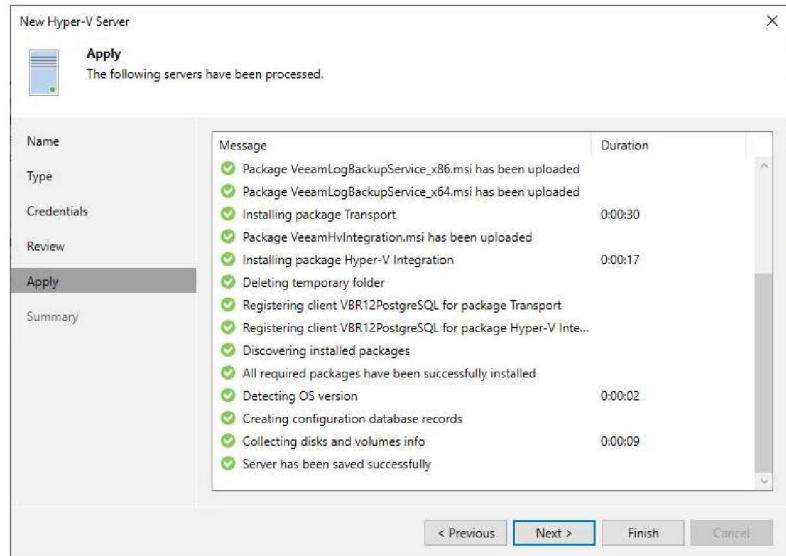 New Hyper-V Server
Apply
The following servers have been processed.
Name
Type
Credentials
Review
Apply
Summary
Message Duration
Package VeeamLogBackupService_x86.msi has been uploaded
Package VeeamLogBackupService_x64.msi has been uploaded
Installing package Transport 0:00:30
Package VeeamHvIntegration.msi has been uploaded
Installing package Hyper-V Integration 0:00:17
Deleting temporary folder
Registering client VBR12PostgreSQL for package Transport
Registering client VBR12PostgreSQL for package Hyper-V Inte...
Discovering installed packages
All required packages have been successfully installed
Detecting OS version 0:00:02
Creating configuration database records
Collecting disks and volumes info 0:00:09
Server has been saved successfully
< Previous Next > Finish Cancel